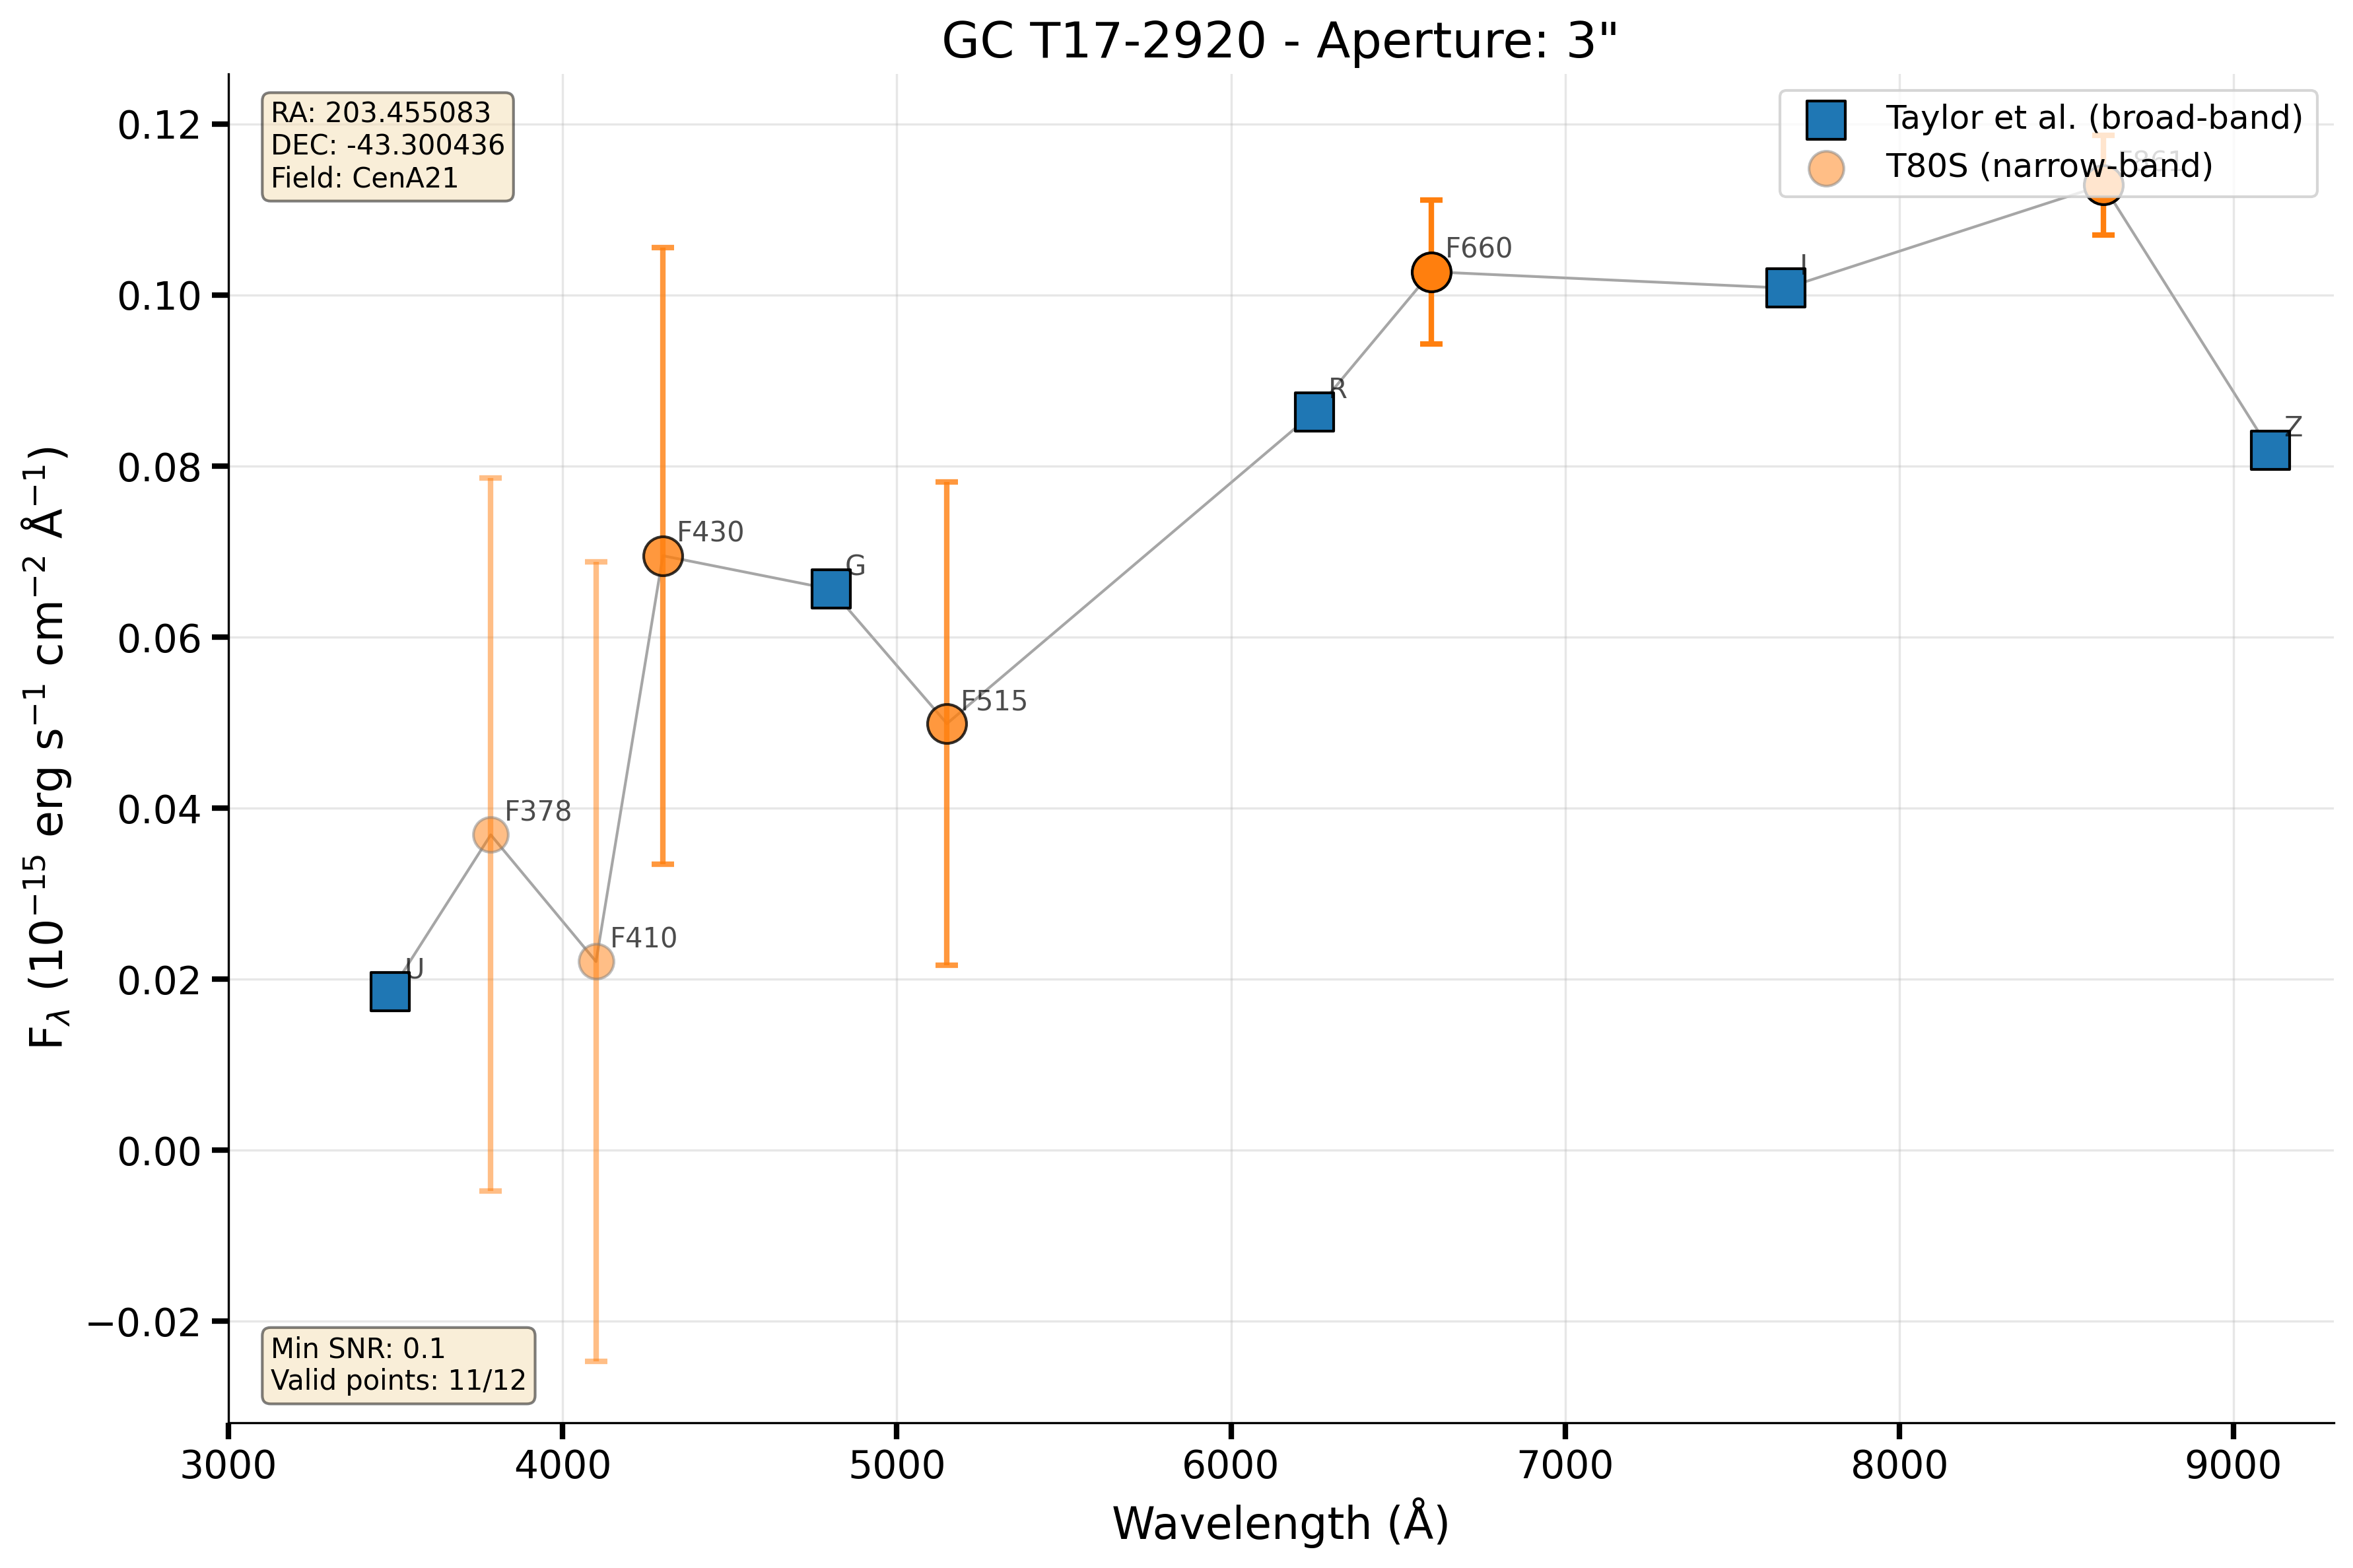 GC T17-2920 - Aperture: 3"
RA: 203.455083
DEC: -43.300436
Field: CenA21
Taylor et al. (broad-band)
T80S (narrow-band)
F861
F660
I
R
Z
F430
G
F515
F378
F410
U
Min SNR: 0.1
Valid points: 11/12
0.12
0.10
0.08
0.06
0.04
0.02
0.00
−0.02
3000 4000 5000 6000 7000 8000 9000
Wavelength (Å)
F_λ (10⁻¹⁵ erg s⁻¹ cm⁻² Å⁻¹)